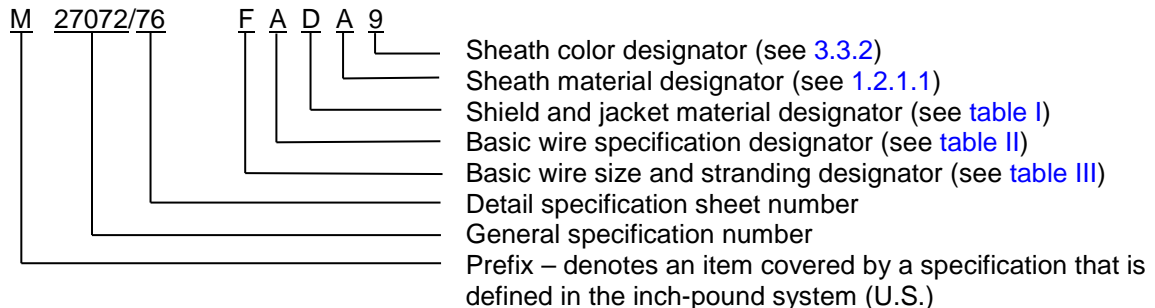 M 27072/76 F A D A 9
Sheath color designator (see 3.3.2)
Sheath material designator (see 1.2.1.1)
Shield and jacket material designator (see table I)
Basic wire specification designator (see table II)
Basic wire size and stranding designator (see table III)
Detail specification sheet number
General specification number
Prefix – denotes an item covered by a specification that is
defined in the inch-pound system (U.S.)